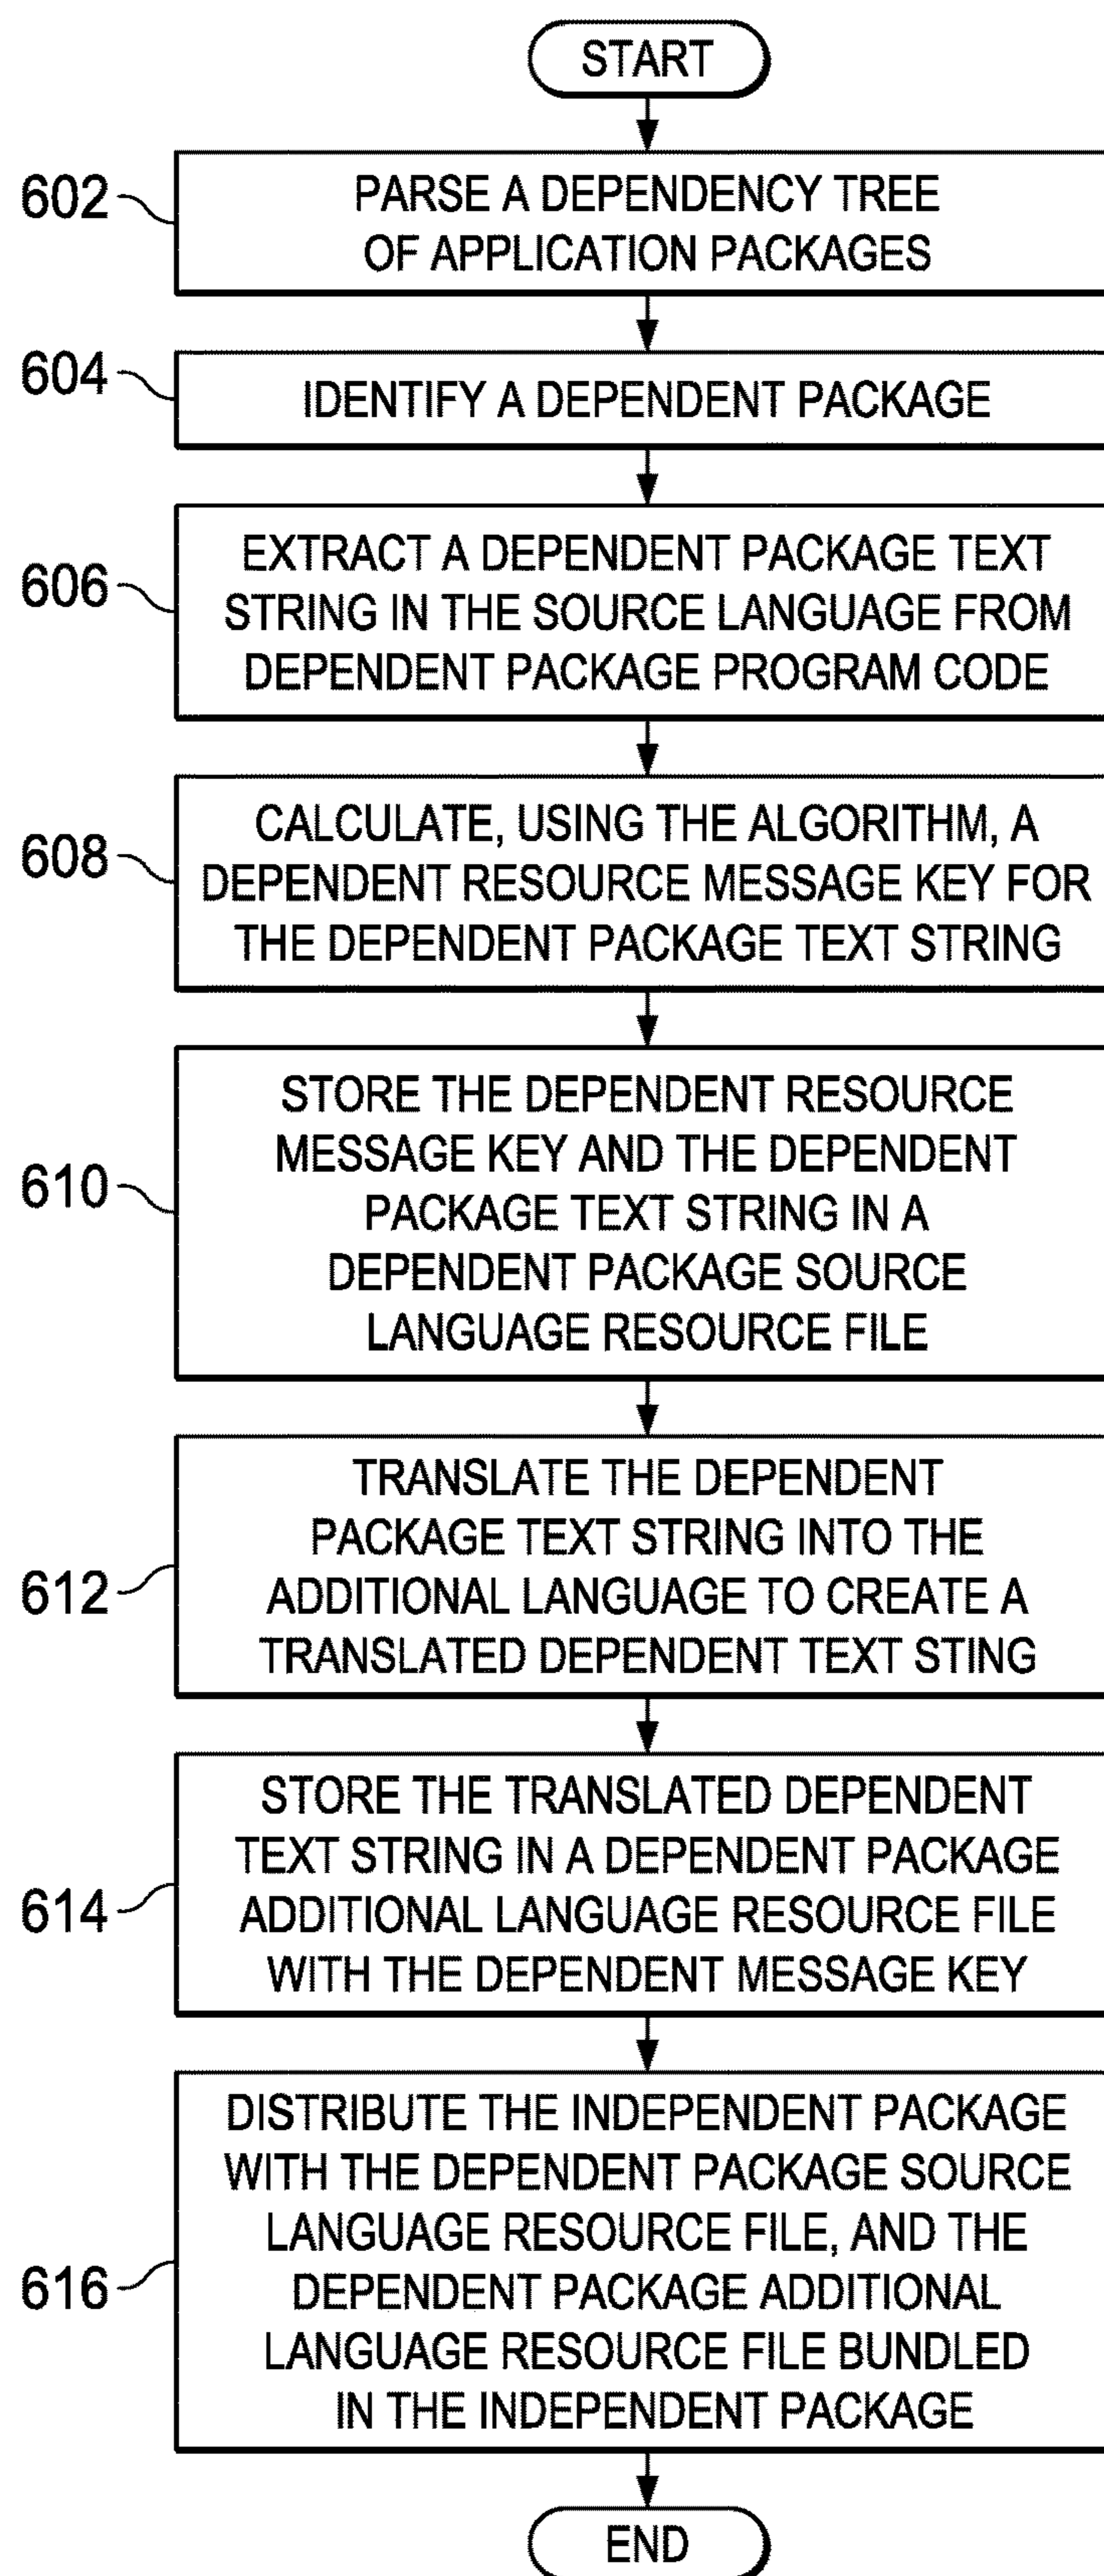 START
602
PARSE A DEPENDENCY TREE
OF APPLICATION PACKAGES
604
IDENTIFY A DEPENDENT PACKAGE
606
EXTRACT A DEPENDENT PACKAGE TEXT
STRING IN THE SOURCE LANGUAGE FROM
DEPENDENT PACKAGE PROGRAM CODE
608
CALCULATE, USING THE ALGORITHM, A
DEPENDENT RESOURCE MESSAGE KEY FOR
THE DEPENDENT PACKAGE TEXT STRING
610
STORE THE DEPENDENT RESOURCE
MESSAGE KEY AND THE DEPENDENT
PACKAGE TEXT STRING IN A
DEPENDENT PACKAGE SOURCE
LANGUAGE RESOURCE FILE
612
TRANSLATE THE DEPENDENT
PACKAGE TEXT STRING INTO THE
ADDITIONAL LANGUAGE TO CREATE A
TRANSLATED DEPENDENT TEXT STING
614
STORE THE TRANSLATED DEPENDENT
TEXT STRING IN A DEPENDENT PACKAGE
ADDITIONAL LANGUAGE RESOURCE FILE
WITH THE DEPENDENT MESSAGE KEY
616
DISTRIBUTE THE INDEPENDENT PACKAGE
WITH THE DEPENDENT PACKAGE SOURCE
LANGUAGE RESOURCE FILE, AND THE
DEPENDENT PACKAGE ADDITIONAL
LANGUAGE RESOURCE FILE BUNDLED
IN THE INDEPENDENT PACKAGE
END